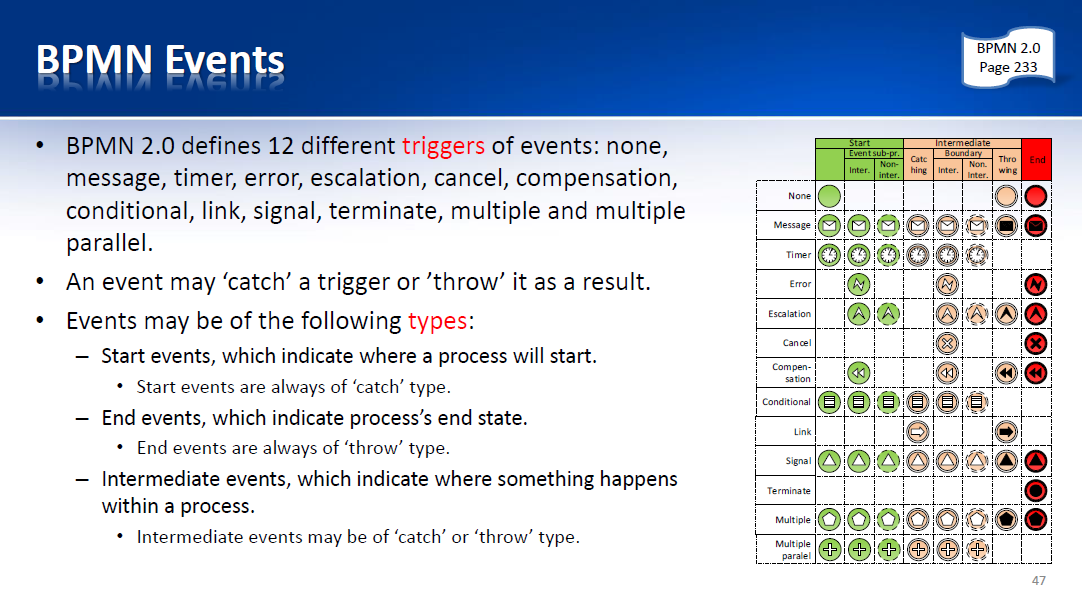 BPMN Events
BPMN 2.0
Page 233
• BPMN 2.0 defines 12 different triggers of events: none,
message, timer, error, escalation, cancel, compensation,
conditional, link, signal, terminate, multiple and multiple
parallel.
• An event may ‘catch’ a trigger or ’throw’ it as a result.
• Events may be of the following types:
– Start events, which indicate where a process will start.
• Start events are always of ‘catch’ type.
– End events, which indicate process’s end state.
• End events are always of ‘throw’ type.
– Intermediate events, which indicate where something happens
within a process.
• Intermediate events may be of ‘catch’ or ‘throw’ type.
Start
Intermediate
End
Event sub-pr.
Catc
hing
Boundary
Thro
wing
Inter.
Non-
inter.
Inter.
Non.
Inter.
None
Message
Timer
Error
Escalation
Cancel
Compen-
sation
Conditional
Link
Signal
Terminate
Multiple
Multiple
paralel
47